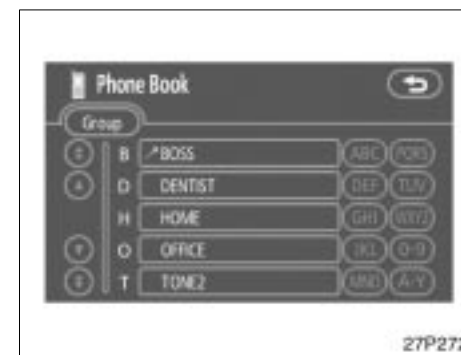 Phone Book
Group
B BOSS ABC PQRS
D DENTIST DEF TUV
H HOME GHI WXYZ
O OFFICE JKL 0-9
T TONE2 MNO
27P272